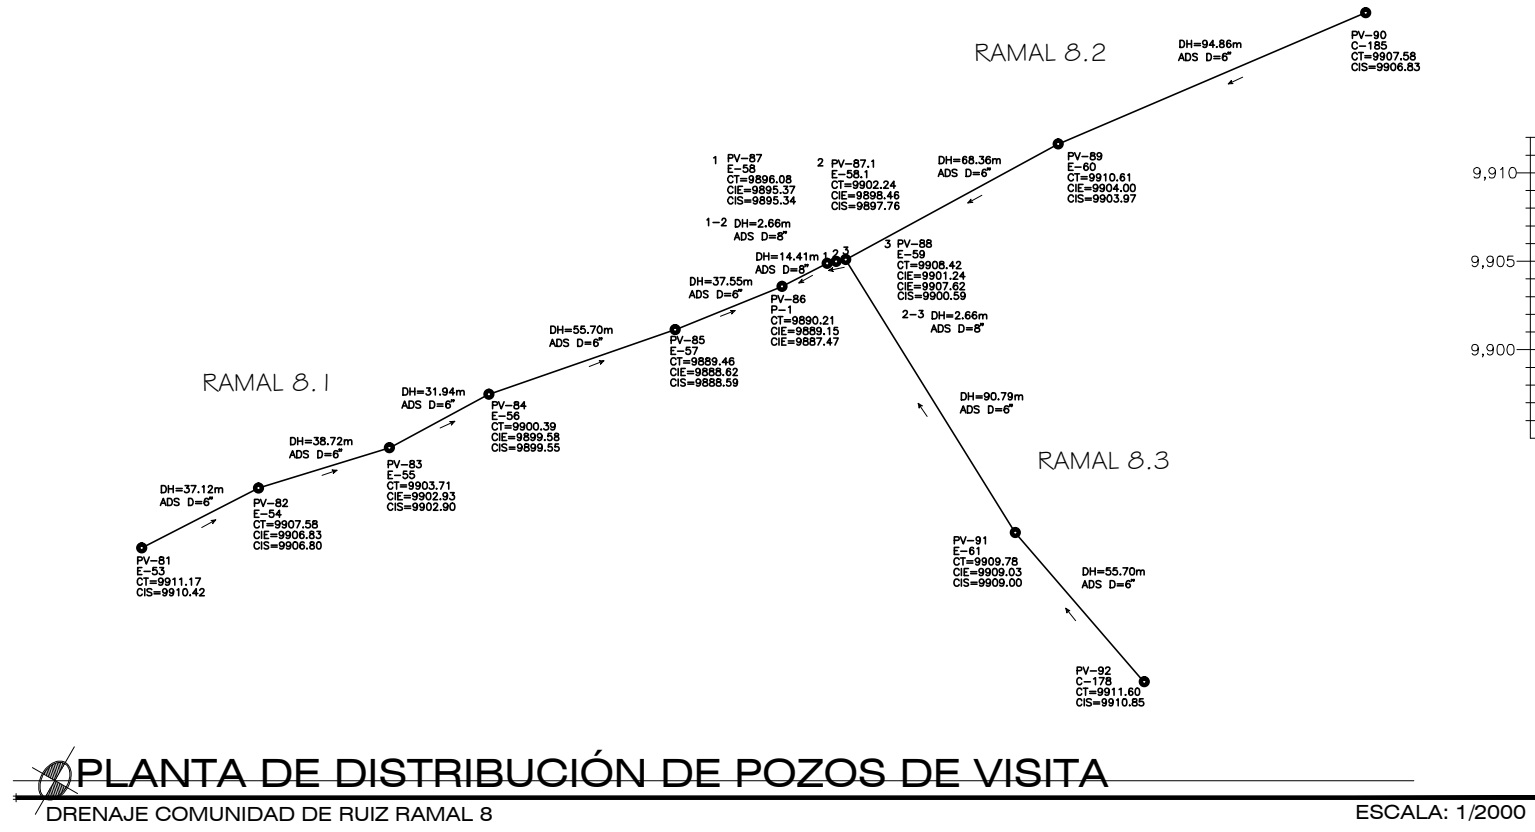 RAMAL 8.2
DH=94.86m
ADS D=6"
PV-90
C-185
CT=9907.58
CIS=9906.83
1 PV-87
E-58
CT=9896.08
CIE=9895.37
CIS=9895.34
2 PV-87.1
E-58.1
CT=9902.24
CIE=9898.46
CIS=9897.76
DH=68.36m
ADS D=6"
PV-89
E-60
CT=9910.61
CIE=9904.00
CIS=9903.97
9,910
9,905
9,900
1-2 DH=2.66m
ADS D=8"
DH=14.41m
ADS D=8"
1 2 3
3 PV-88
E-59
CT=9908.42
CIE=9901.24
CIE=9907.62
CIS=9900.59
2-3 DH=2.66m
ADS D=8"
DH=37.55m
ADS D=6"
PV-86
P-1
CT=9890.21
CIE=9889.15
CIE=9887.47
DH=55.70m
ADS D=6"
PV-85
E-57
CT=9889.46
CIE=9888.62
CIS=9888.59
RAMAL 8.1
DH=31.94m
ADS D=6"
PV-84
E-56
CT=9900.39
CIE=9899.58
CIS=9899.55
DH=38.72m
ADS D=6"
PV-83
E-55
CT=9903.71
CIE=9902.93
CIS=9902.90
DH=37.12m
ADS D=6"
PV-82
E-54
CT=9907.58
CIE=9906.83
CIS=9906.80
PV-81
E-53
CT=9911.17
CIS=9910.42
DH=90.79m
ADS D=6"
RAMAL 8.3
PV-91
E-61
CT=9909.78
CIE=9909.03
CIS=9909.00
DH=55.70m
ADS D=6"
PV-92
C-178
CT=9911.60
CIS=9910.85
PLANTA DE DISTRIBUCIÓN DE POZOS DE VISITA
DRENAJE COMUNIDAD DE RUIZ RAMAL 8
ESCALA: 1/2000